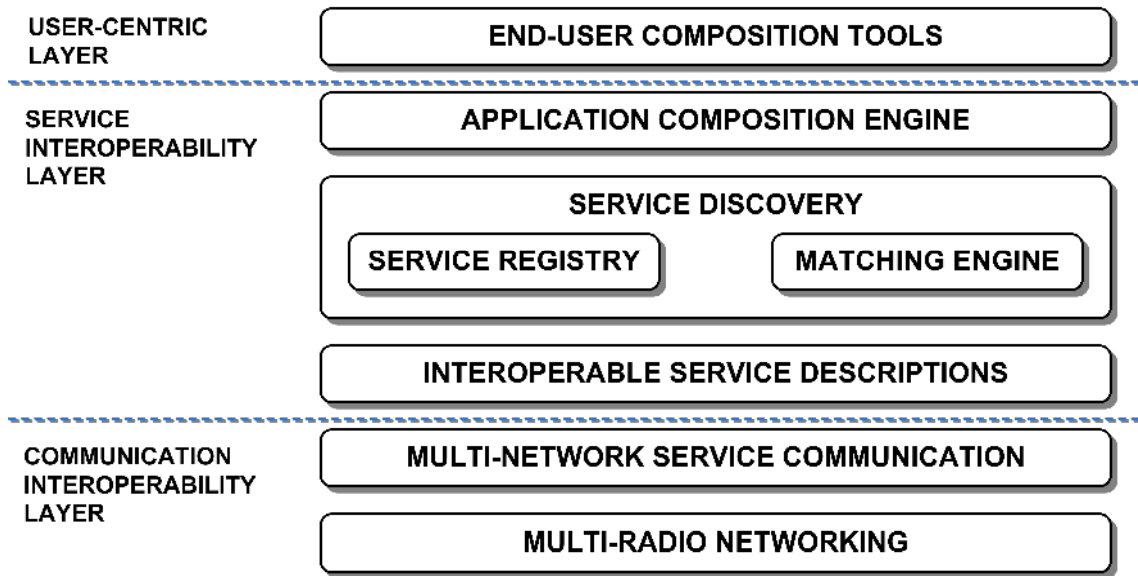 USER-CENTRIC
LAYER
END-USER COMPOSITION TOOLS
SERVICE
INTEROPERABILITY
LAYER
APPLICATION COMPOSITION ENGINE
SERVICE DISCOVERY
SERVICE REGISTRY
MATCHING ENGINE
INTEROPERABLE SERVICE DESCRIPTIONS
COMMUNICATION
INTEROPERABILITY
LAYER
MULTI-NETWORK SERVICE COMMUNICATION
MULTI-RADIO NETWORKING